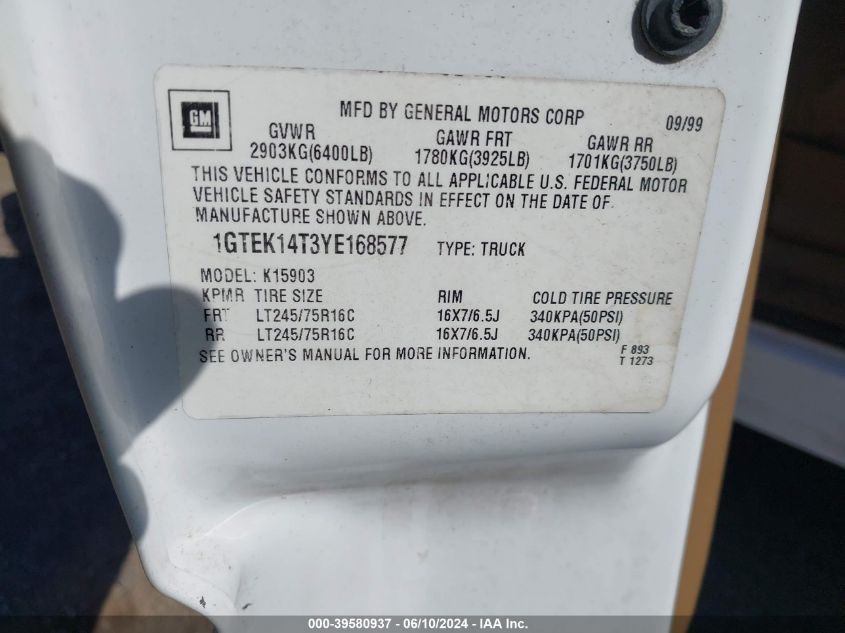 GM
MFD BY GENERAL MOTORS CORP 09/99
GVWR GAWR FRT GAWR RR
2903KG(6400LB) 1780KG(3925LB) 1701KG(3750LB)
THIS VEHICLE CONFORMS TO ALL APPLICABLE U.S. FEDERAL MOTOR
VEHICLE SAFETY STANDARDS IN EFFECT ON THE DATE OF
MANUFACTURE SHOWN ABOVE.
1GTEK14T3YE168577 TYPE: TRUCK
MODEL: K15903
KPMR TIRE SIZE RIM COLD TIRE PRESSURE
FRT LT245/75R16C 16X7/6.5J 340KPA(50PSI)
RR LT245/75R16C 16X7/6.5J 340KPA(50PSI)
SEE OWNER'S MANUAL FOR MORE INFORMATION.
F 893
T 1273
000-39580937 - 06/10/2024 - IAA Inc.